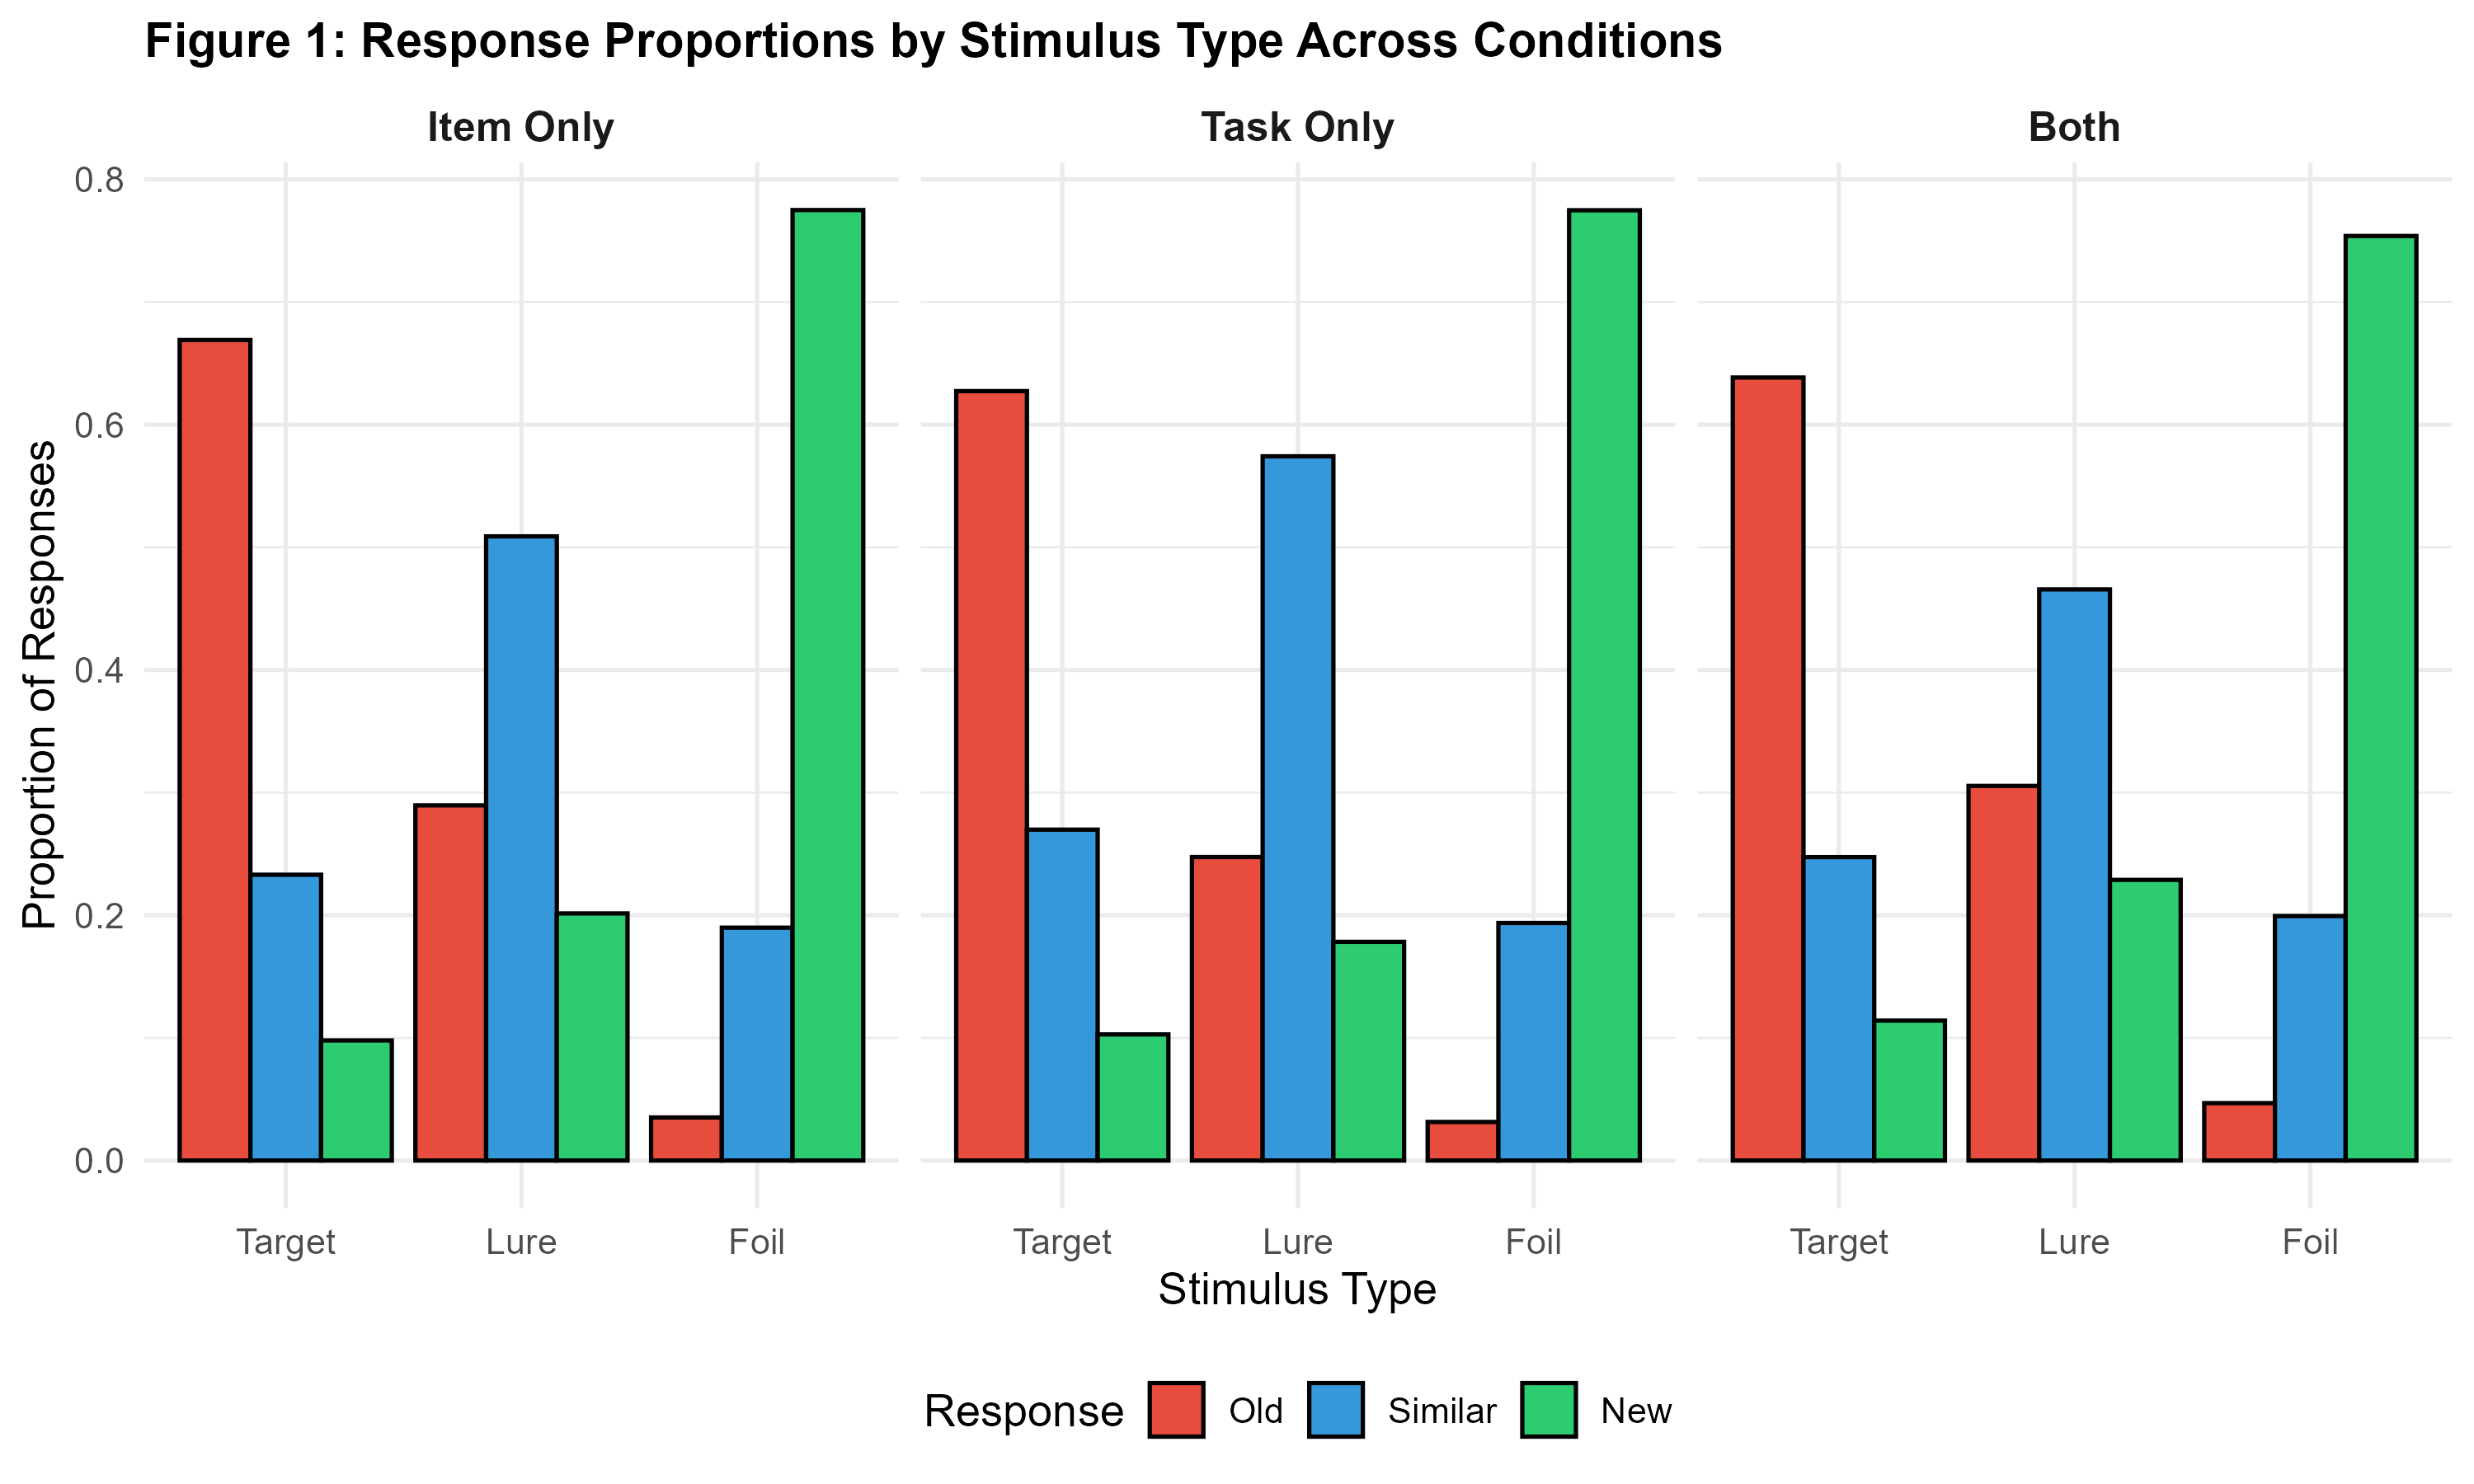 Figure 1: Response Proportions by Stimulus Type Across Conditions
Item Only Task Only Both
Proportion of Responses
0.8
0.6
0.4
0.2
0.0
Target Lure Foil Target Lure Foil Target Lure Foil
Stimulus Type
Response Old Similar New